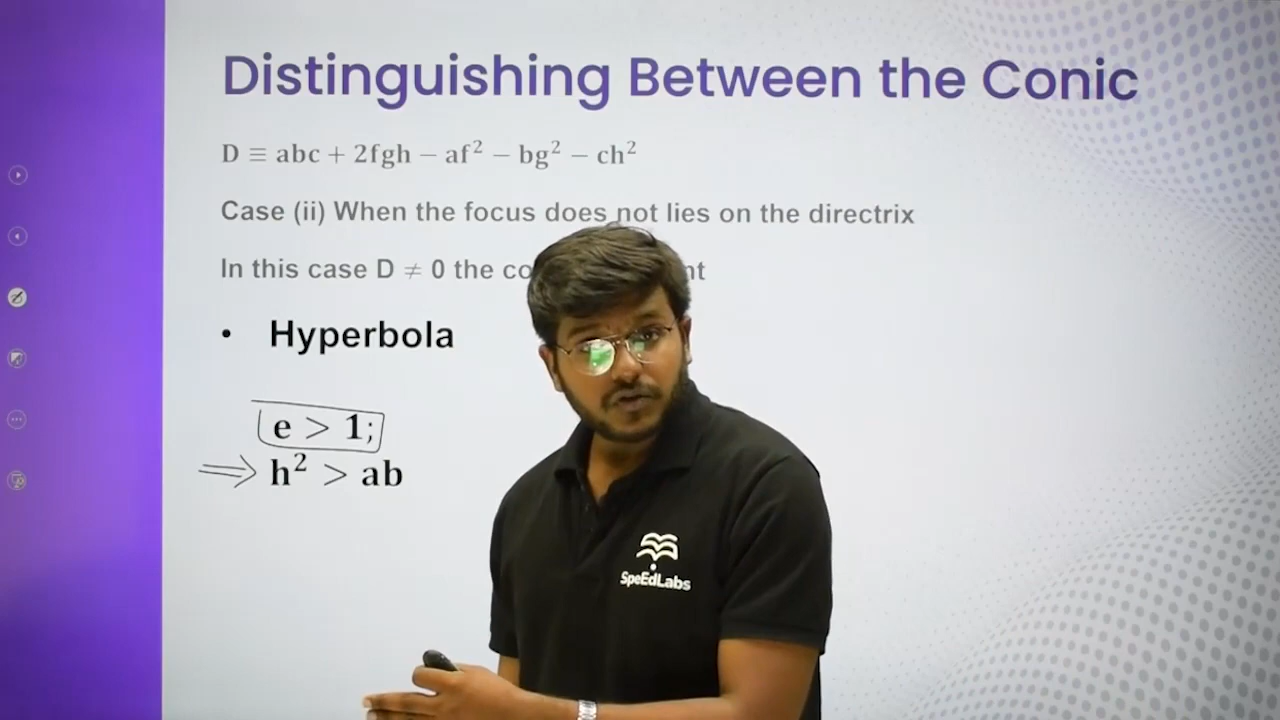 Distinguishing Between the Conic
D ≡ abc + 2fgh − af² − bg² − ch²
Case (ii) When the focus does not lies on the directrix
In this case D ≠ 0 the
• Hyperbola
e > 1;
⇒ h² > ab
SpeEdLabs